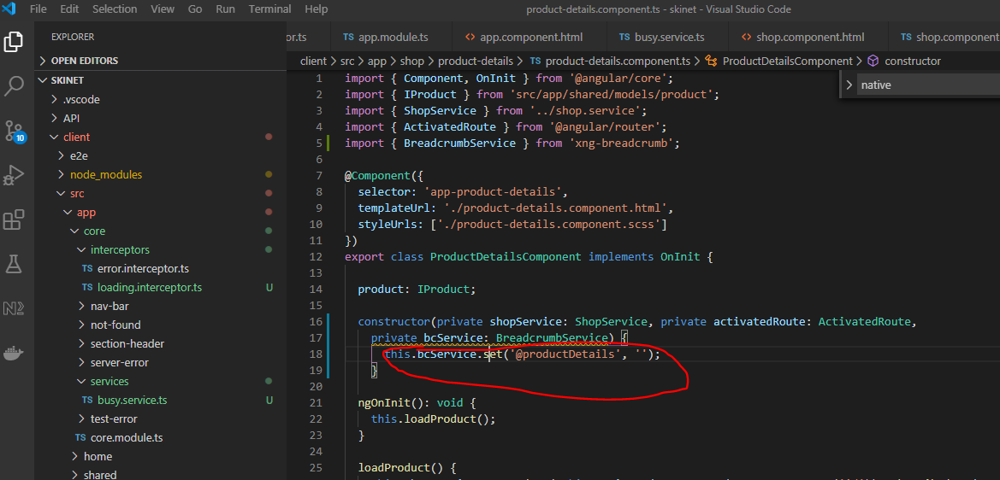 File Edit Selection View Go Run Terminal Help
product-details.component.ts - skinet - Visual Studio Code
EXPLORER
OPEN EDITORS
SKINET
.vscode
API
client
e2e
node_modules
src
app
core
interceptors
TS error.interceptor.ts
TS loading.interceptor.ts U
nav-bar
not-found
section-header
server-error
services
TS busy.service.ts U
test-error
TS core.module.ts
home
shared
10
or.ts TS app.module.ts <> app.component.html TS busy.service.ts <> shop.component.html TS shop.component
client > src > app > shop > product-details > TS product-details.component.ts > ProductDetailsComponent > constructor
native
1 import { Component, OnInit } from '@angular/core';
2 import { IProduct } from 'src/app/shared/models/product';
3 import { ShopService } from '../shop.service';
4 import { ActivatedRoute } from '@angular/router';
5 import { BreadcrumbService } from 'xng-breadcrumb';
6
7 @Component({
8 selector: 'app-product-details',
9 templateUrl: './product-details.component.html',
10 styleUrls: ['./product-details.component.scss']
11 })
12 export class ProductDetailsComponent implements OnInit {
13
14 product: IProduct;
15
16 constructor(private shopService: ShopService, private activatedRoute: ActivatedRoute,
17 private bcService: BreadcrumbService) {
18 this.bcService.set('@productDetails', '');
19 }
20
21 ngOnInit(): void {
22 this.loadProduct();
23 }
24
25 loadProduct() {